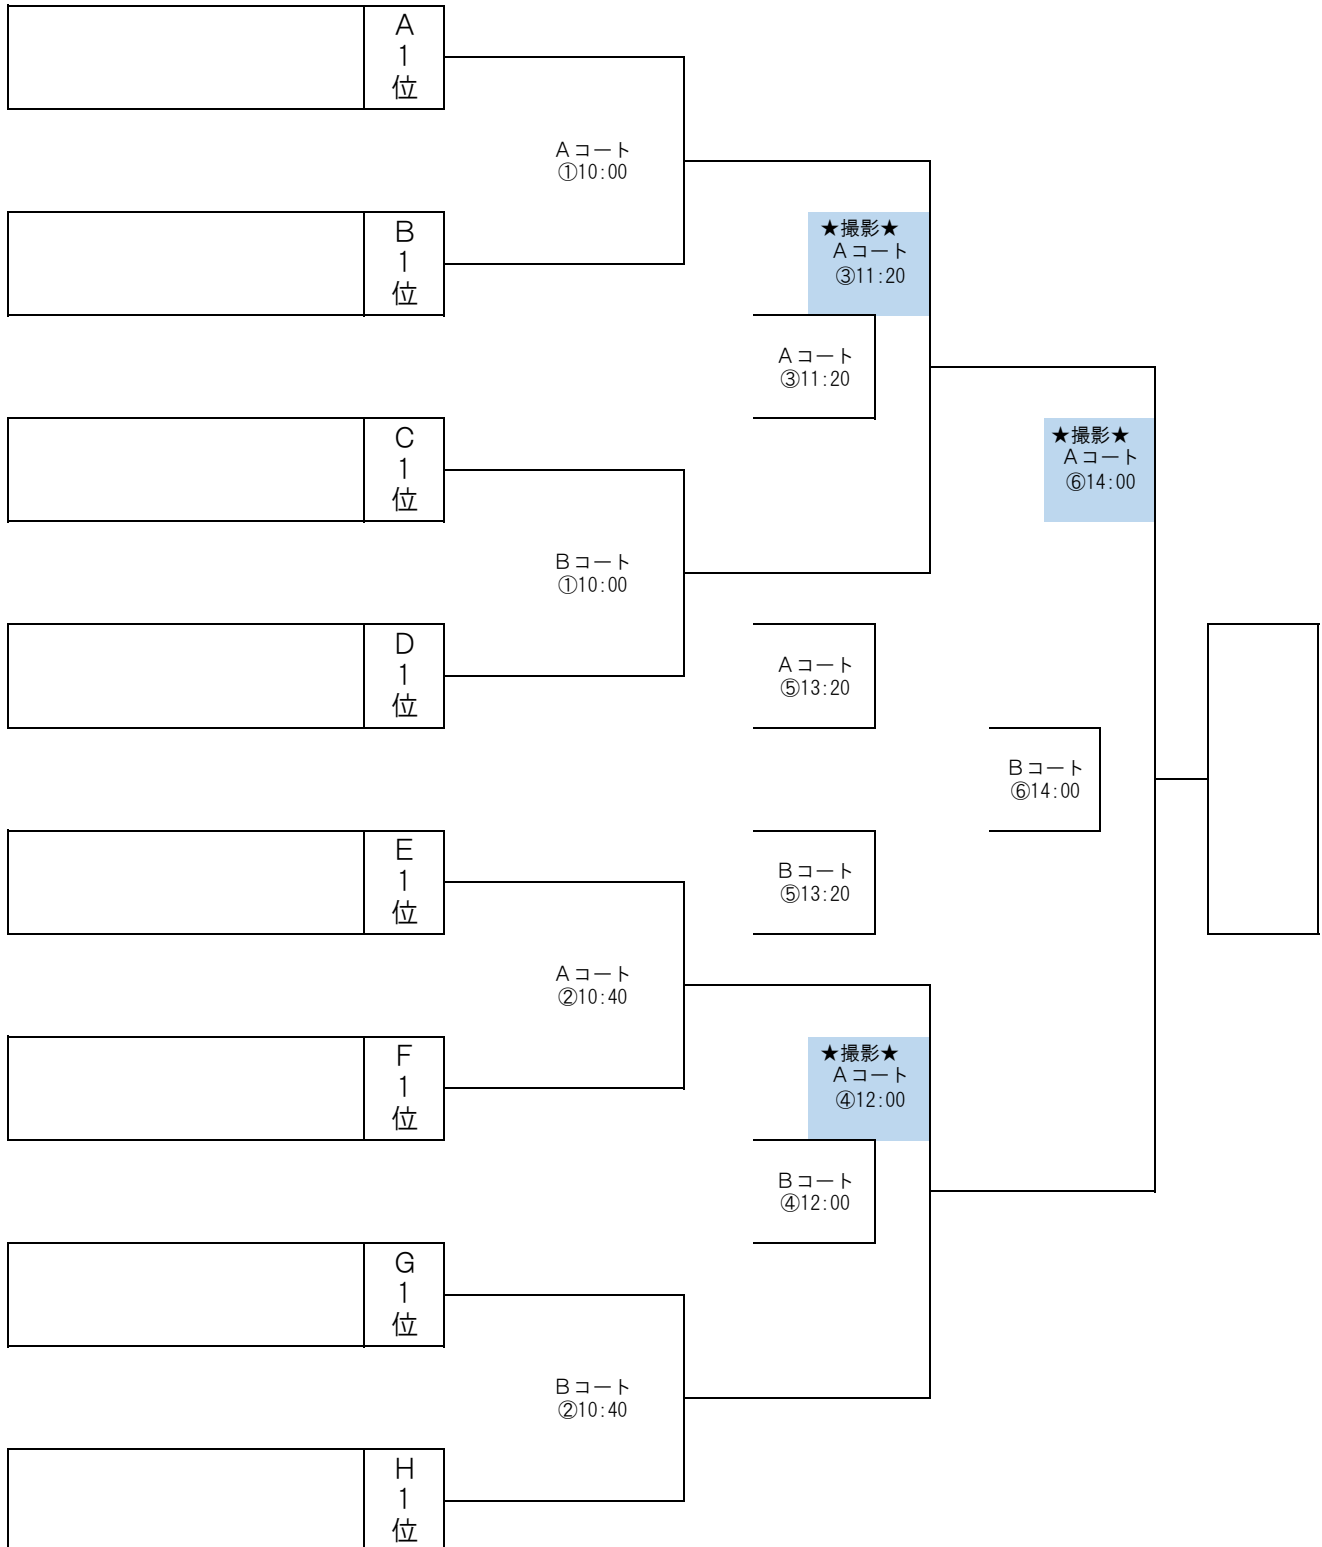 A
1
位
Aコート
①10:00
B
1
位
★撮影★
Aコート
③11:20
Aコート
③11:20
C
1
位
★撮影★
Aコート
⑥14:00
Bコート
①10:00
D
1
位
Aコート
⑤13:20
Bコート
⑥14:00
E
1
位
Bコート
⑤13:20
Aコート
②10:40
F
1
位
★撮影★
Aコート
④12:00
Bコート
④12:00
G
1
位
Bコート
②10:40
H
1
位